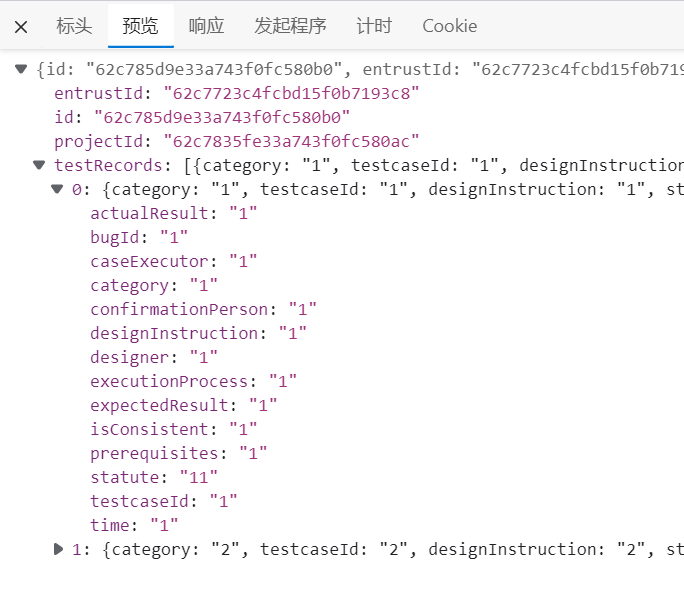 标头 预览 响应 发起程序 计时 Cookie
{id: "62c785d9e33a743f0fc580b0", entrustId: "62c7723c4fcbd15f0b719
entrustId: "62c7723c4fcbd15f0b7193c8"
id: "62c785d9e33a743f0fc580b0"
projectId: "62c7835fe33a743f0fc580ac"
testRecords: [{category: "1", testcaseId: "1", designInstruction
0: {category: "1", testcaseId: "1", designInstruction: "1", st
actualResult: "1"
bugId: "1"
caseExecutor: "1"
category: "1"
confirmationPerson: "1"
designInstruction: "1"
designer: "1"
executionProcess: "1"
expectedResult: "1"
isConsistent: "1"
prerequisites: "1"
statute: "11"
testcaseId: "1"
time: "1"
1: {category: "2", testcaseId: "2", designInstruction: "2", st